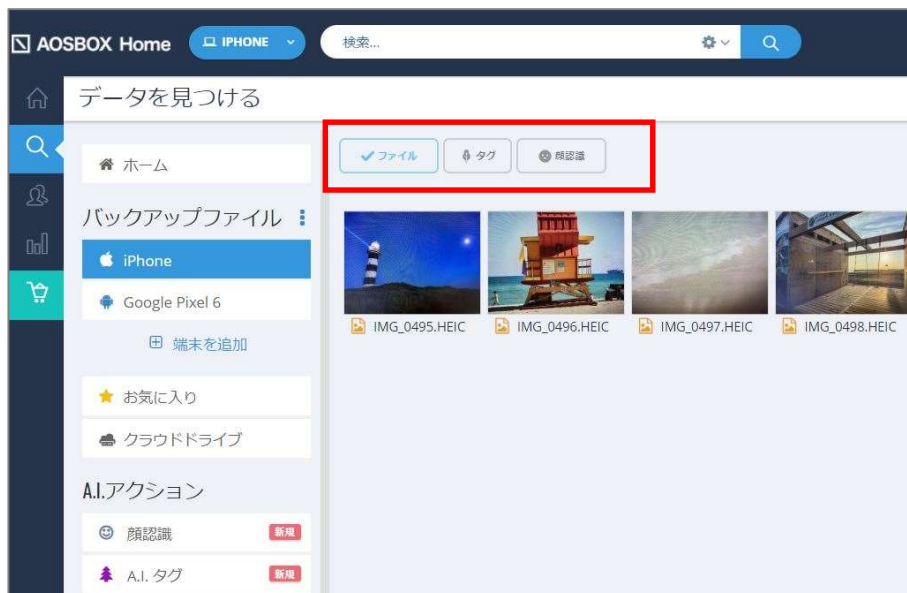 AOSBOX Home
IPHONE
検索...
データを見つける
ホーム
ファイル
タグ
顔認識
バックアップファイル
iPhone
Google Pixel 6
端末を追加
IMG_0495.HEIC
IMG_0496.HEIC
IMG_0497.HEIC
IMG_0498.HEIC
お気に入り
クラウドドライブ
A.I.アクション
顔認識 新規
A.I. タグ 新規